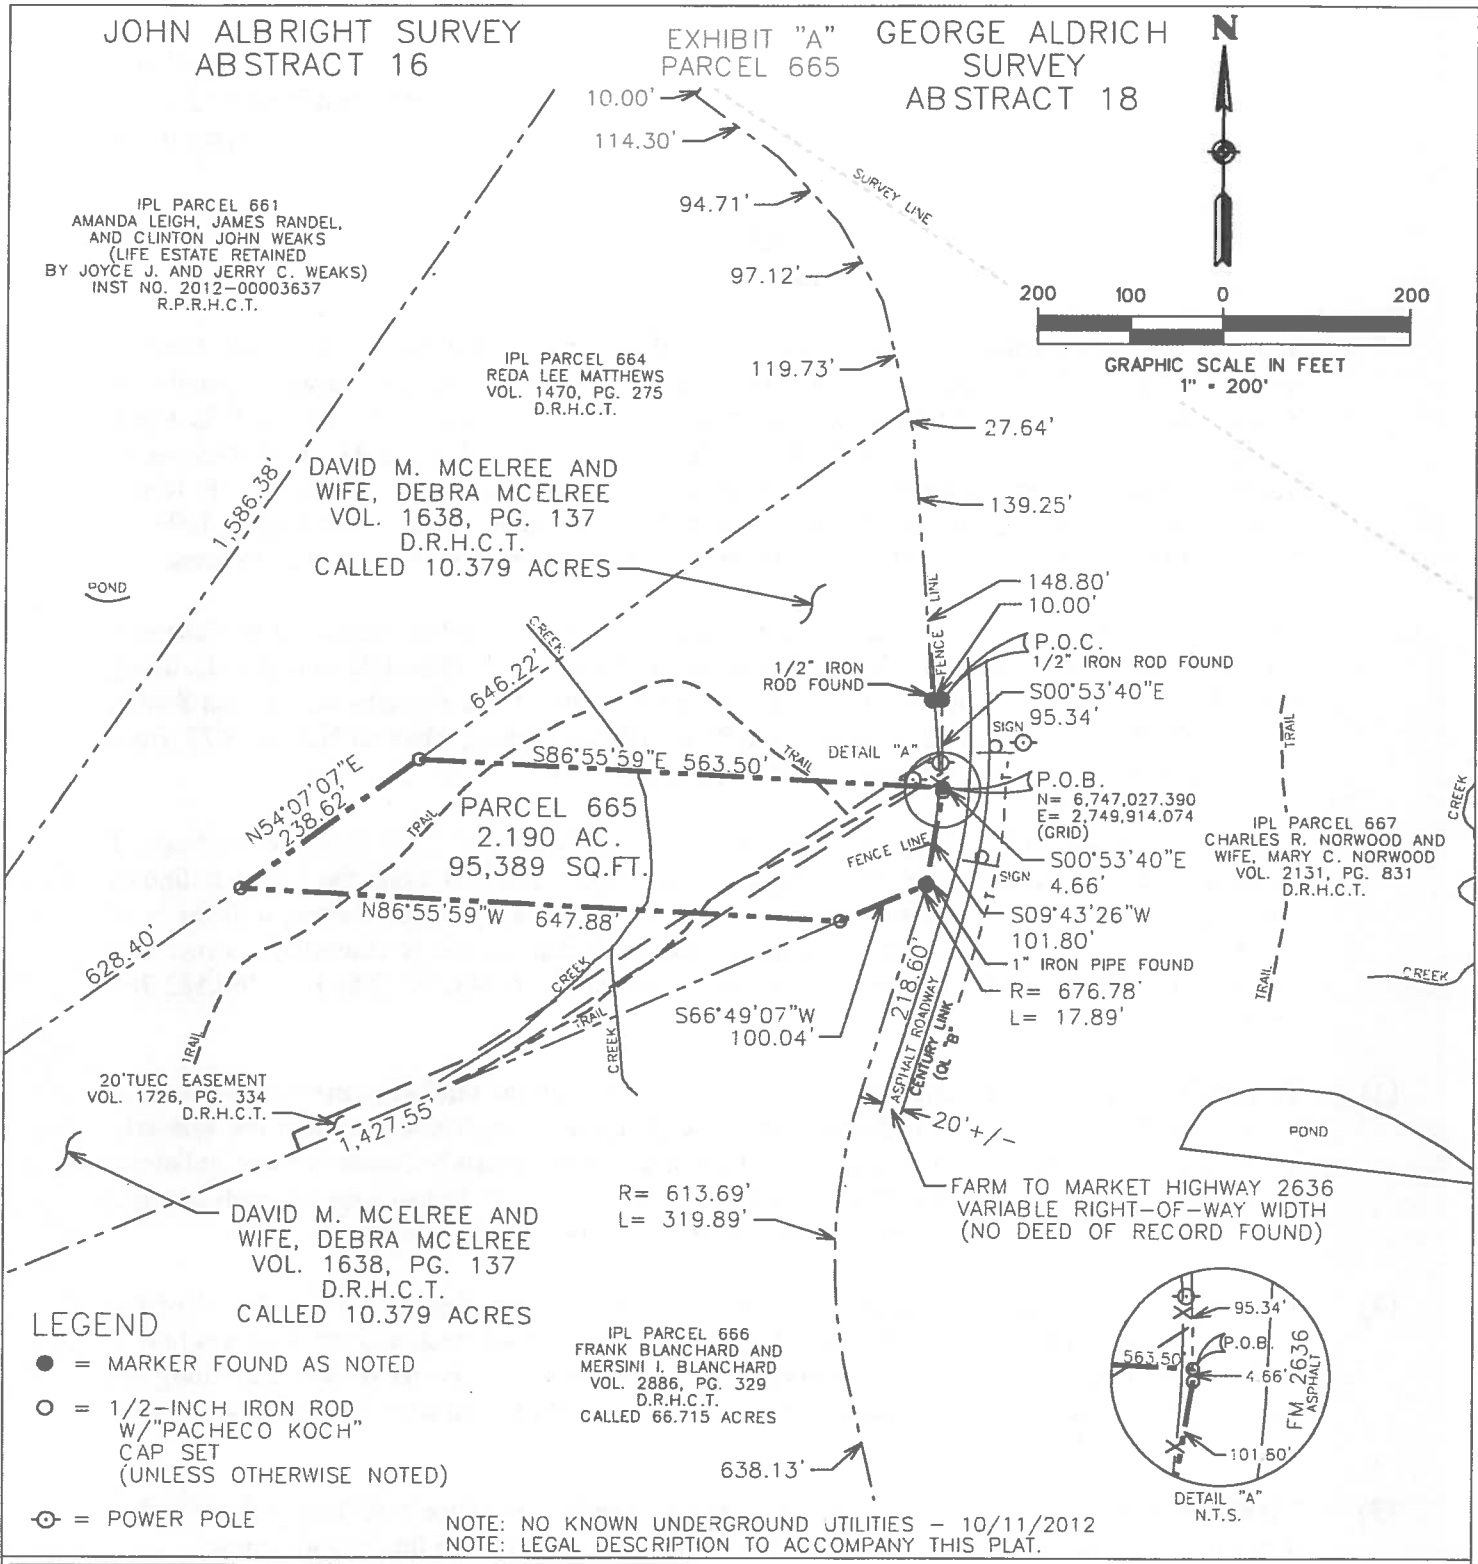 JOHN ALBRIGHT SURVEY
ABSTRACT 16
EXHIBIT "A"
PARCEL 665
GEORGE ALDRICH
SURVEY
ABSTRACT 18
N
10.00'
114.30'
94.71'
SURVEY LINE
97.12'
IPL PARCEL 661
AMANDA LEIGH, JAMES RANDEL,
AND CLINTON JOHN WEAKS
(LIFE ESTATE RETAINED
BY JOYCE J. AND JERRY C. WEAKS)
INST NO. 2012-00003637
R.P.R.H.C.T.
200 100 0 200
GRAPHIC SCALE IN FEET
1" = 200'
IPL PARCEL 664
REDA LEE MATTHEWS
VOL. 1470, PG. 275
D.R.H.C.T.
119.73'
27.64'
139.25'
1,586.38'
DAVID M. MCELREE AND
WIFE, DEBRA MCELREE
VOL. 1638, PG. 137
D.R.H.C.T.
CALLED 10.379 ACRES
POND
148.80'
10.00'
FENCE LINE
FENCE LINE
P.O.C.
1/2" IRON ROD FOUND
1/2" IRON
ROD FOUND
CREEK
646.22'
S00°53'40"E
95.34'
SIGN
TRAIL
DETAIL "A"
TRAIL
S86°55'59"E 563.50'
P.O.B.
N= 6,747,027.390
E= 2,749,914.074
(GRID)
N54°07'07"E
238.62'
TRAIL
PARCEL 665
2.190 AC.
95,389 SQ.FT.
FENCE LINE
S00°53'40"E
4.66'
SIGN
IPL PARCEL 667
CHARLES R. NORWOOD AND
WIFE, MARY C. NORWOOD
VOL. 2131, PG. 831
D.R.H.C.T.
CREEK
N86°55'59"W 647.88'
S09°43'26"W
101.80'
1" IRON PIPE FOUND
R= 676.78'
L= 17.89'
628.40'
CREEK
TRAIL
CREEK
S66°49'07"W
100.04'
218.60'
ASPHALT ROADWAY
CENTURY LINK
(QL "B"
TRAIL
CREEK
TRAIL
20'TUEC EASEMENT
VOL. 1726, PG. 334
D.R.H.C.T.
1,427.55'
20'+/-
POND
R= 613.69'
L= 319.89'
FARM TO MARKET HIGHWAY 2636
VARIABLE RIGHT-OF-WAY WIDTH
(NO DEED OF RECORD FOUND)
DAVID M. MCELREE AND
WIFE, DEBRA MCELREE
VOL. 1638, PG. 137
D.R.H.C.T.
CALLED 10.379 ACRES
IPL PARCEL 666
FRANK BLANCHARD AND
MERSINI I. BLANCHARD
VOL. 2886, PG. 329
D.R.H.C.T.
CALLED 66.715 ACRES
638.13'
95.34'
P.O.B.
563.50'
4.66'
101.80'
FM 2636
ASPHALT
DETAIL "A"
N.T.S.
LEGEND
= MARKER FOUND AS NOTED
= 1/2-INCH IRON ROD
W/"PACHECO KOCH"
CAP SET
(UNLESS OTHERWISE NOTED)
= POWER POLE
NOTE: NO KNOWN UNDERGROUND UTILITIES - 10/11/2012
NOTE: LEGAL DESCRIPTION TO ACCOMPANY THIS PLAT.